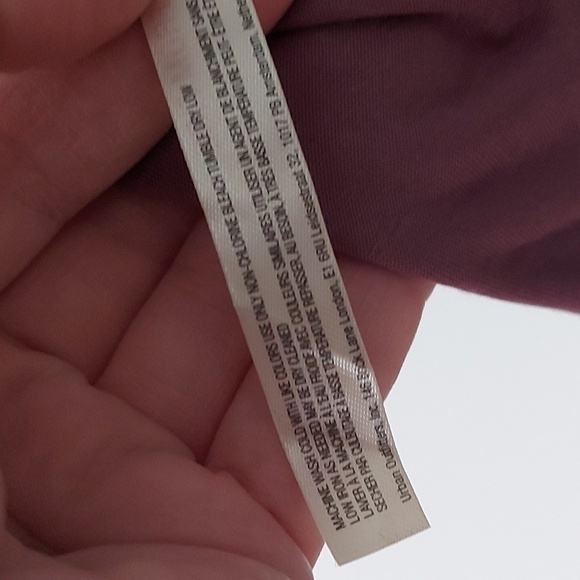 MACHINE WASH COLD WITH LIKE COLORS USE ONLY NON-CHLORINE BLEACH TUMBLE DRY LOW
LOW IRON AS NEEDED MAY BE DRY CLEANED
LAVER A LA MACHINE A L'EAU FROIDE AVEC COULEURS SIMILAIRES UTILISER UN AGENT DE BLANCHIMENT SANS
SECHER PAR CULBUTAGE A BASSE TEMPERATURE REPASSER, AU BESOIN, A TRES BASSE TEMPERATURE PEUT-ETRE
Urban Outfitters, Inc. Lane London, E1 6RU Leidsestraat 32, 1017 PB Amsterdam,